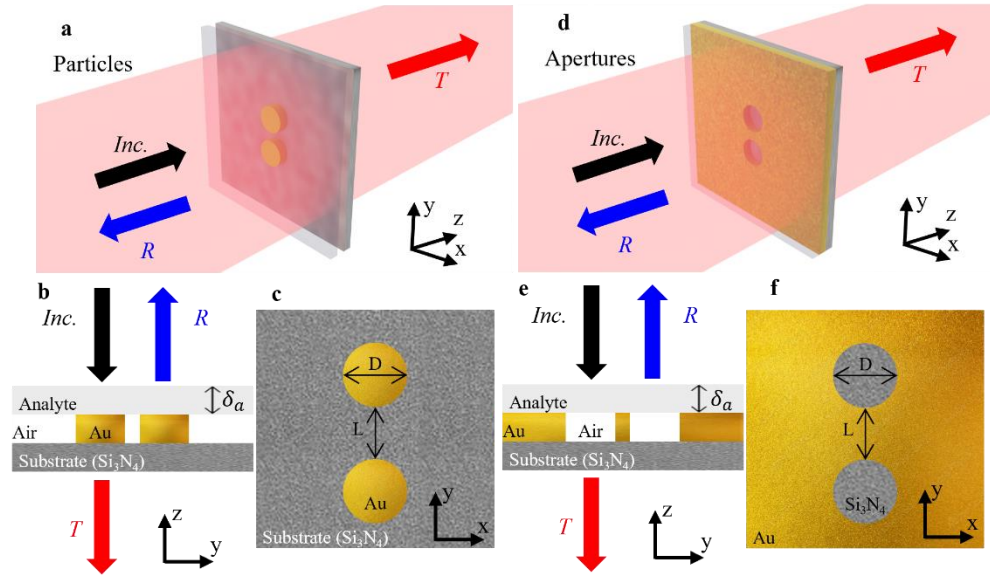 a
Particles
Inc.
R
T
y
z
x
b
Inc.
R
Analyte
δₐ
Air
Au
Substrate (Si₃N₄)
T
z
y
c
D
L
Au
y
x
Substrate (Si₃N₄)
d
Apertures
Inc.
R
T
y
z
x
e
Inc.
R
Analyte
δₐ
Au
Air
Substrate (Si₃N₄)
T
z
y
f
D
L
Si₃N₄
y
x
Au